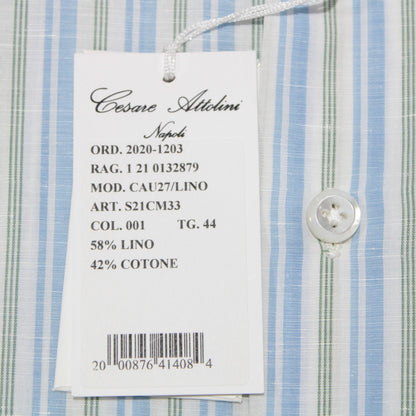 Cesare Attolini
Napoli
ORD. 2020-1203
RAG. 1 21 0132879
MOD. CAU27/LINO
ART. S21CM33
COL. 001 TG. 44
58% LINO
42% COTONE
20 00876 41408 4